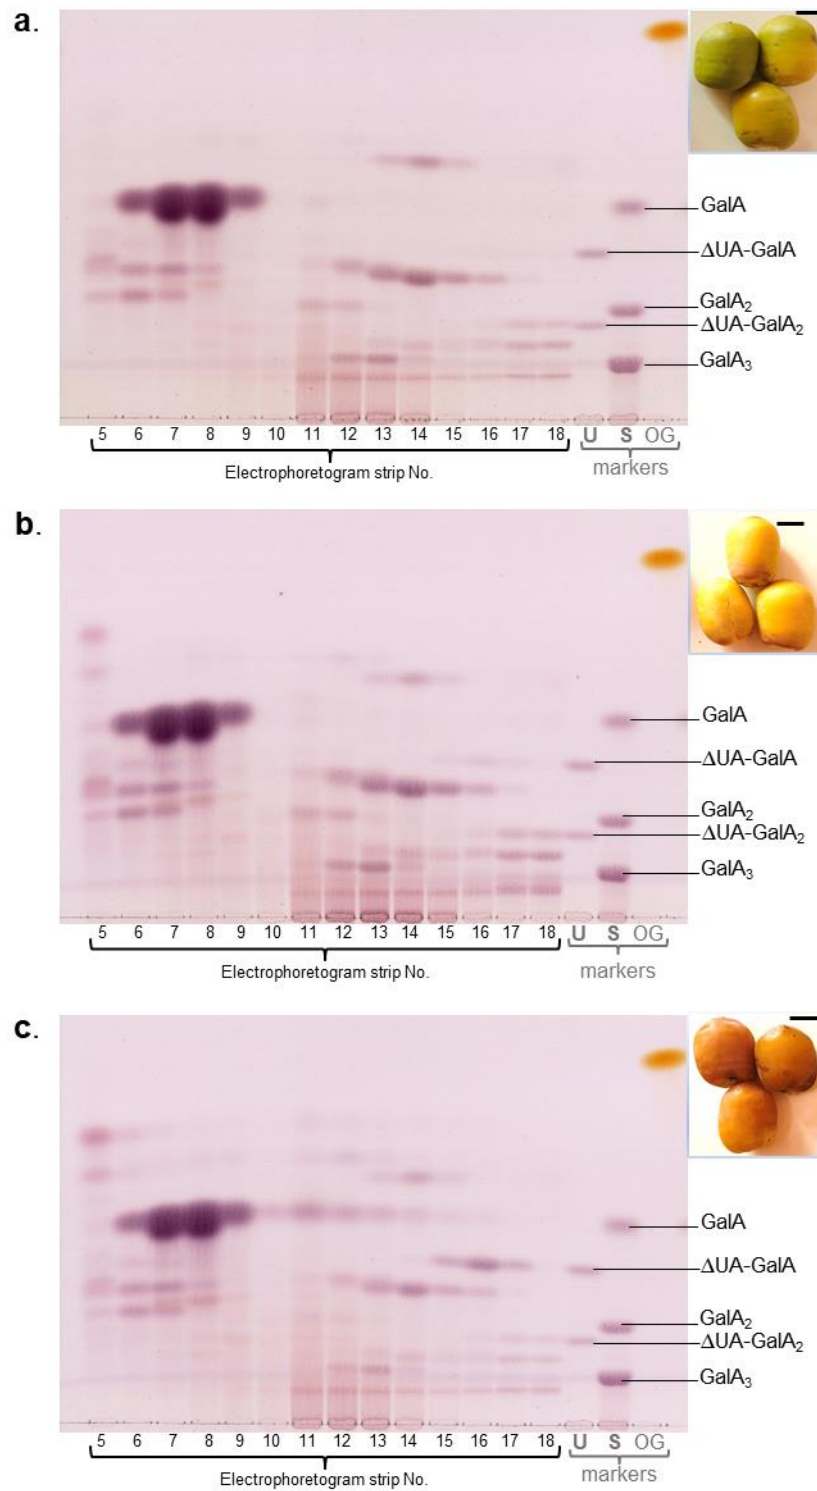 a.
GalA
ΔUA-GalA
GalA₂
ΔUA-GalA₂
GalA₃
5 6 7 8 9 10 11 12 13 14 15 16 17 18 U S OG
Electrophoretogram strip No.
markers
b.
GalA
ΔUA-GalA
GalA₂
ΔUA-GalA₂
GalA₃
5 6 7 8 9 10 11 12 13 14 15 16 17 18 U S OG
Electrophoretogram strip No.
markers
c.
GalA
ΔUA-GalA
GalA₂
ΔUA-GalA₂
GalA₃
5 6 7 8 9 10 11 12 13 14 15 16 17 18 U S OG
Electrophoretogram strip No.
markers